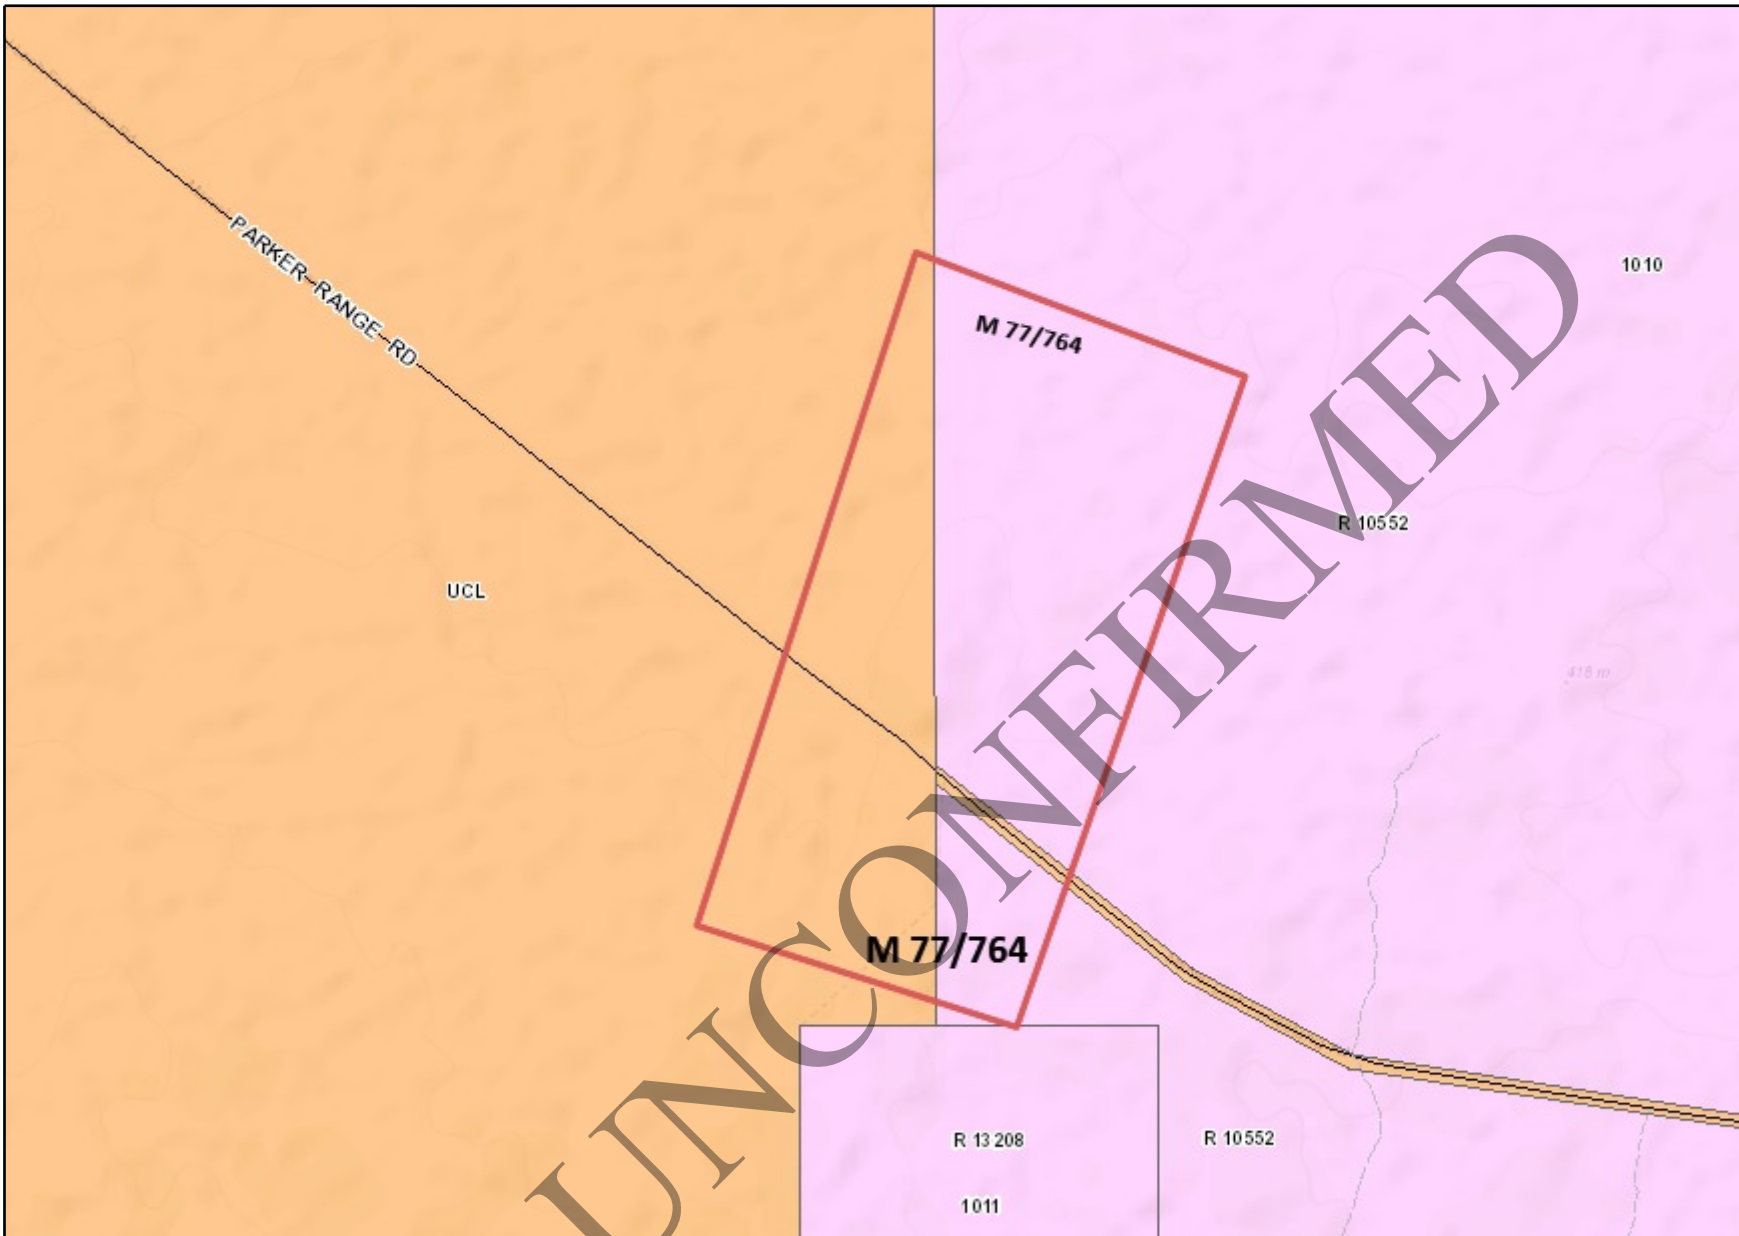 1010
PARKER RANGE RD
M 77/764
R 10552
UCL
418 m
M 77/764
UNCONFIRMED
R 13208
R 10552
1011